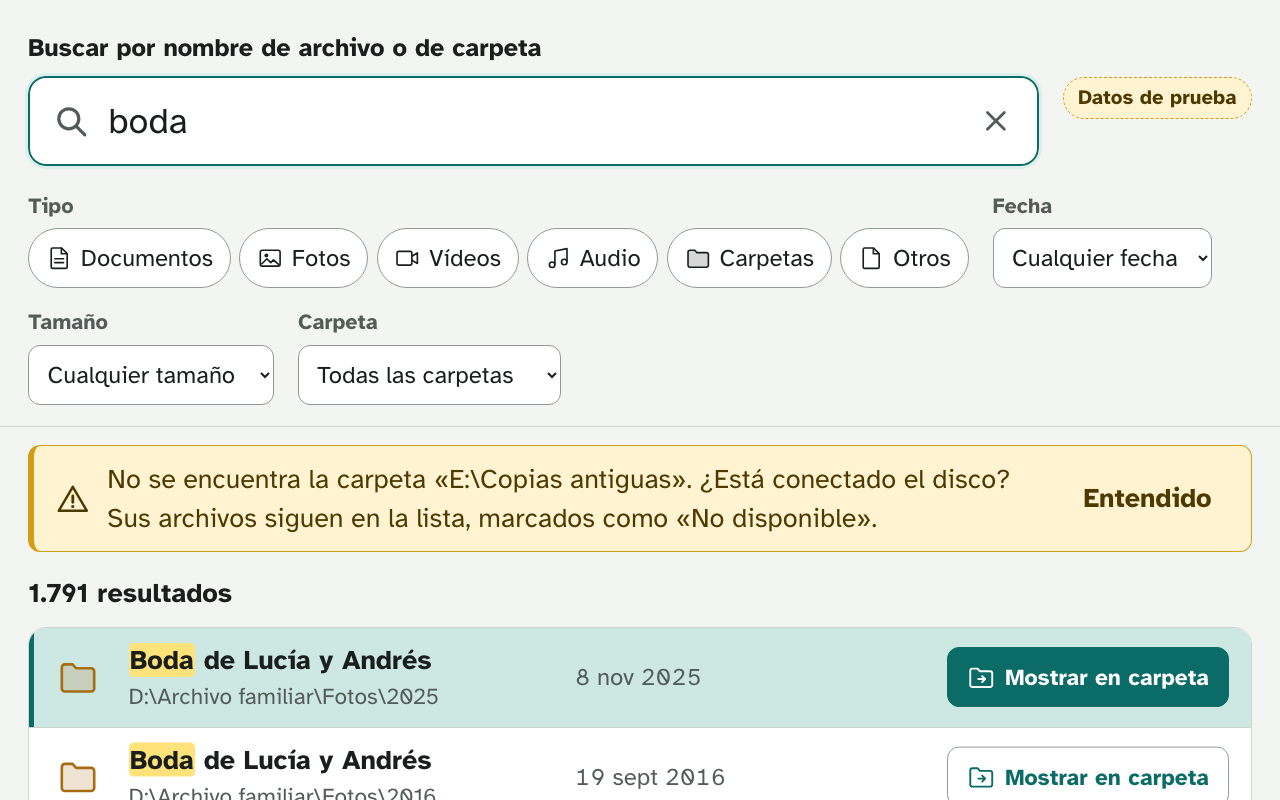 Buscar por nombre de archivo o de carpeta
boda
Datos de prueba
Tipo
Fecha
Documentos
Fotos
Vídeos
Audio
Carpetas
Otros
Cualquier fecha
Tamaño
Carpeta
Cualquier tamaño
Todas las carpetas
No se encuentra la carpeta «E:\Copias antiguas». ¿Está conectado el disco?
Sus archivos siguen en la lista, marcados como «No disponible».
Entendido
1.791 resultados
Boda de Lucía y Andrés
D:\Archivo familiar\Fotos\2025
8 nov 2025
Mostrar en carpeta
Boda de Lucía y Andrés
D:\Archivo familiar\Fotos\2016
19 sept 2016
Mostrar en carpeta